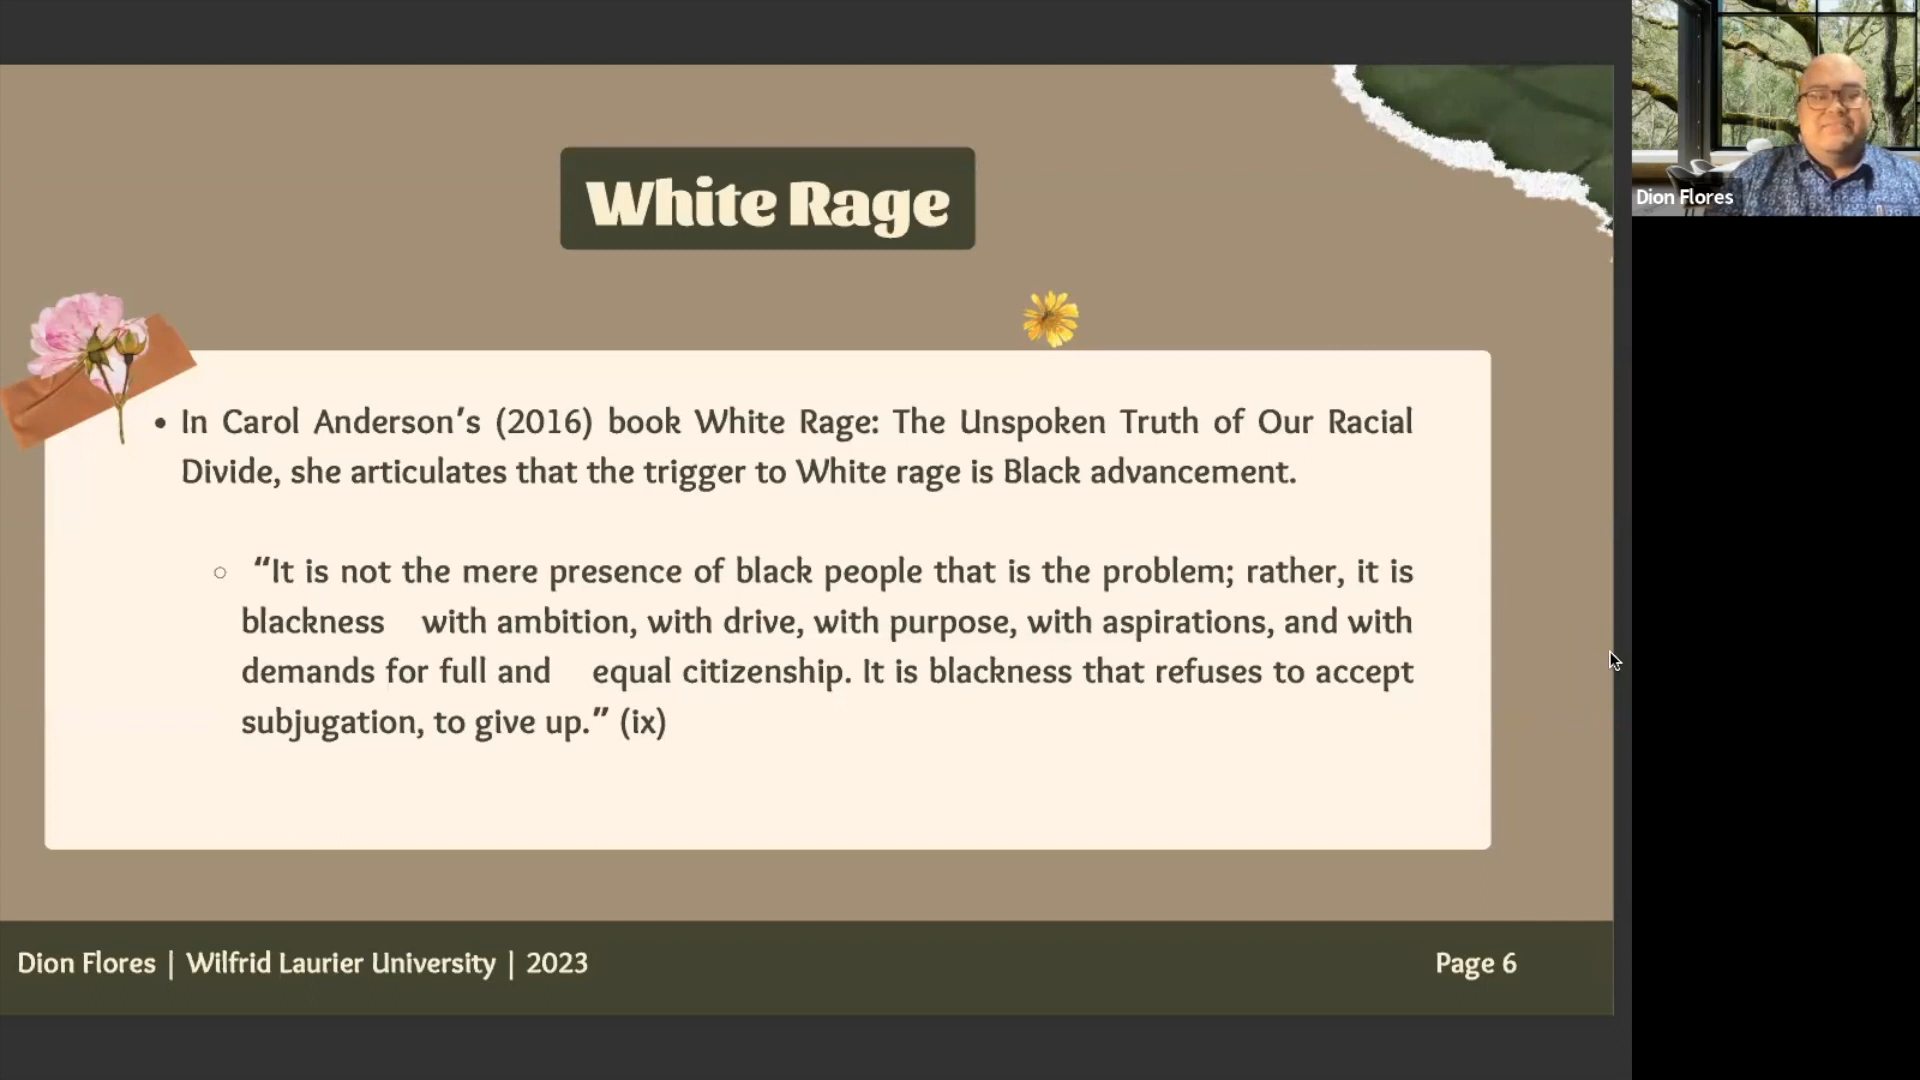 White Rage
• In Carol Anderson's (2016) book White Rage: The Unspoken Truth of Our Racial
Divide, she articulates that the trigger to White rage is Black advancement.
○ “It is not the mere presence of black people that is the problem; rather, it is
blackness with ambition, with drive, with purpose, with aspirations, and with
demands for full and equal citizenship. It is blackness that refuses to accept
subjugation, to give up.” (ix)
Dion Flores | Wilfrid Laurier University | 2023
Page 6
Dion Flores